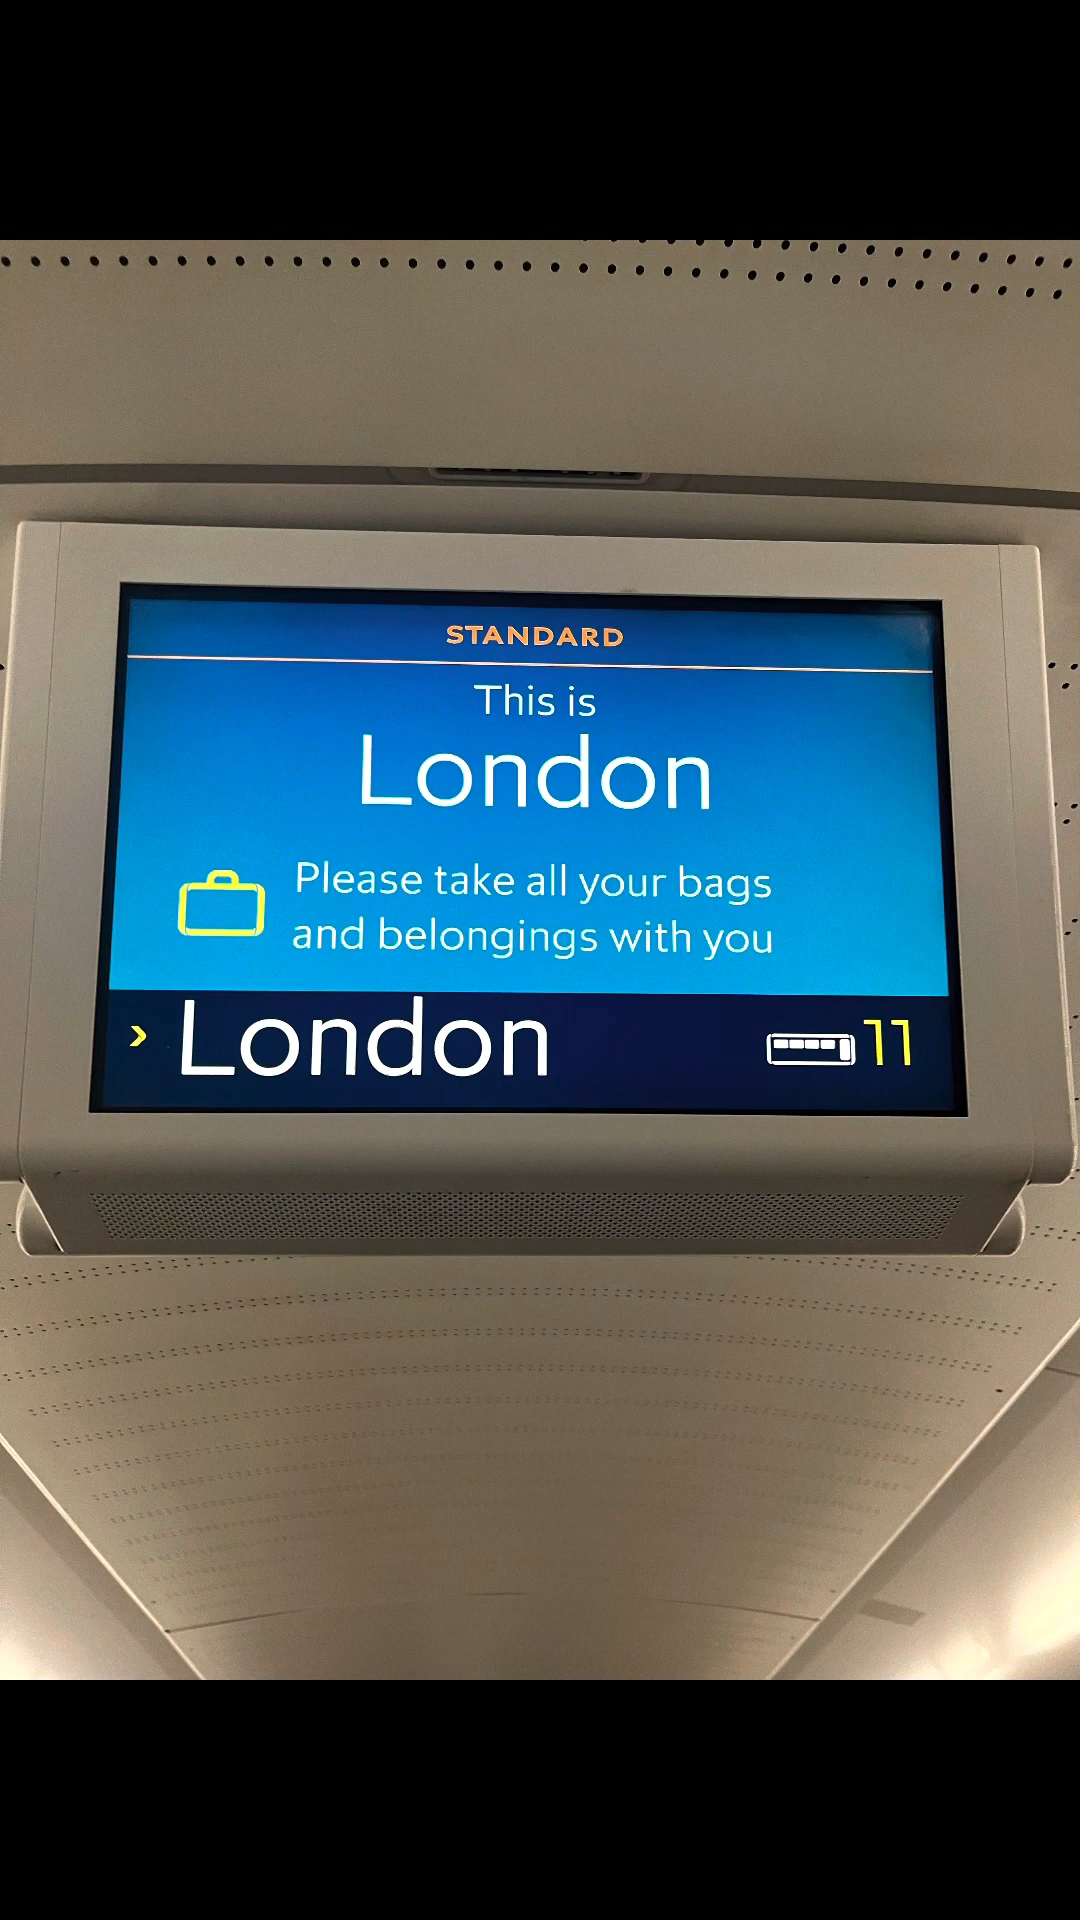 STANDARD
This is
London
Please take all your bags
and belongings with you
› London 11